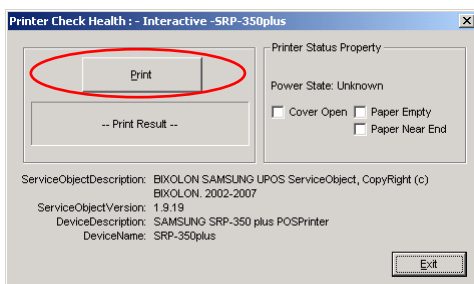 Printer Check Health : - Interactive -SRP-350plus
Print
-- Print Result --
Printer Status Property
Power State: Unknown
Cover Open
Paper Empty
Paper Near End
ServiceObjectDescription: BIXOLON SAMSUNG UPOS ServiceObject, CopyRight (c)
BIXOLON. 2002-2007
ServiceObjectVersion: 1.9.19
DeviceDescription: SAMSUNG SRP-350 plus POSPrinter
DeviceName: SRP-350plus
Exit